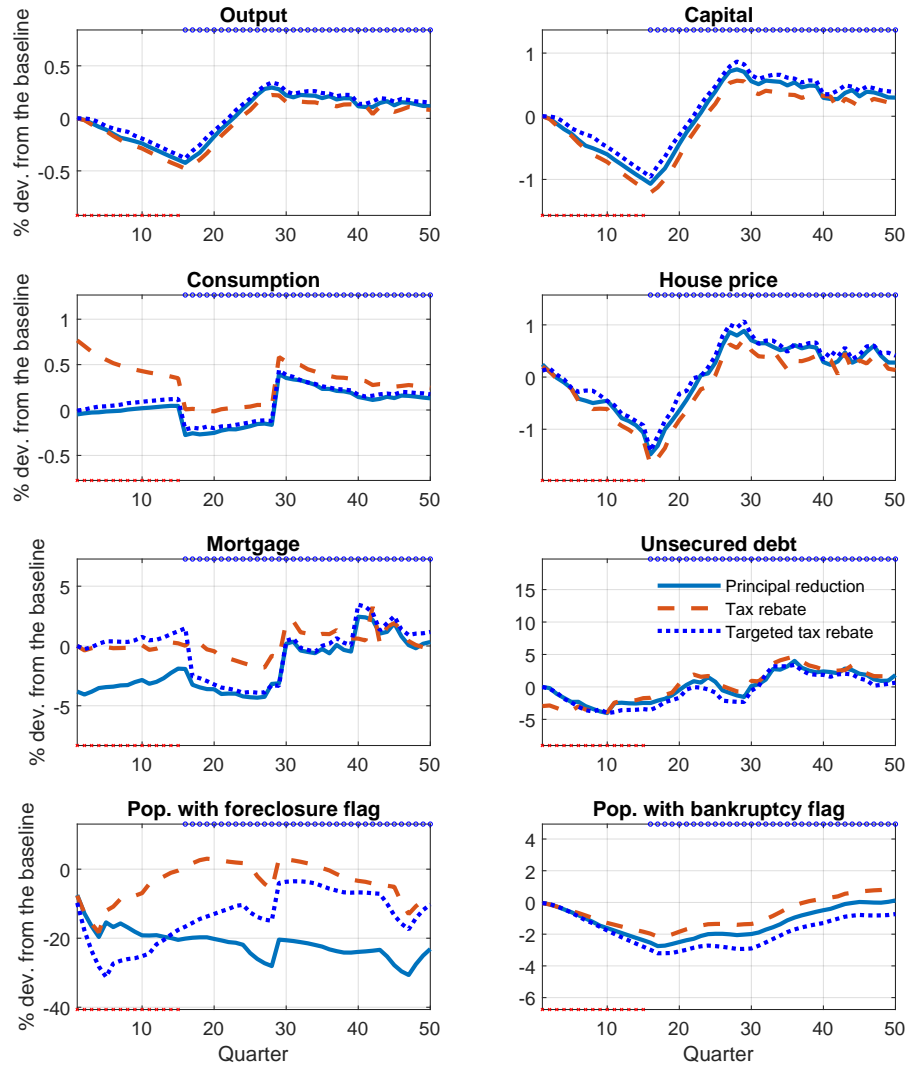 Output
Capital
% dev. from the baseline
0.5
0
-0.5
10 20 30 40 50
1
0
-1
10 20 30 40 50
Consumption
House price
% dev. from the baseline
1
0.5
0
-0.5
10 20 30 40 50
1
0
-1
10 20 30 40 50
Mortgage
Unsecured debt
% dev. from the baseline
5
0
-5
10 20 30 40 50
20
15
10
5
0
-5
Principal reduction
Tax rebate
Targeted tax rebate
10 20 30 40 50
Pop. with foreclosure flag
Pop. with bankruptcy flag
% dev. from the baseline
0
-20
-40
10 20 30 40 50
Quarter
4
2
0
-2
-4
-6
10 20 30 40 50
Quarter